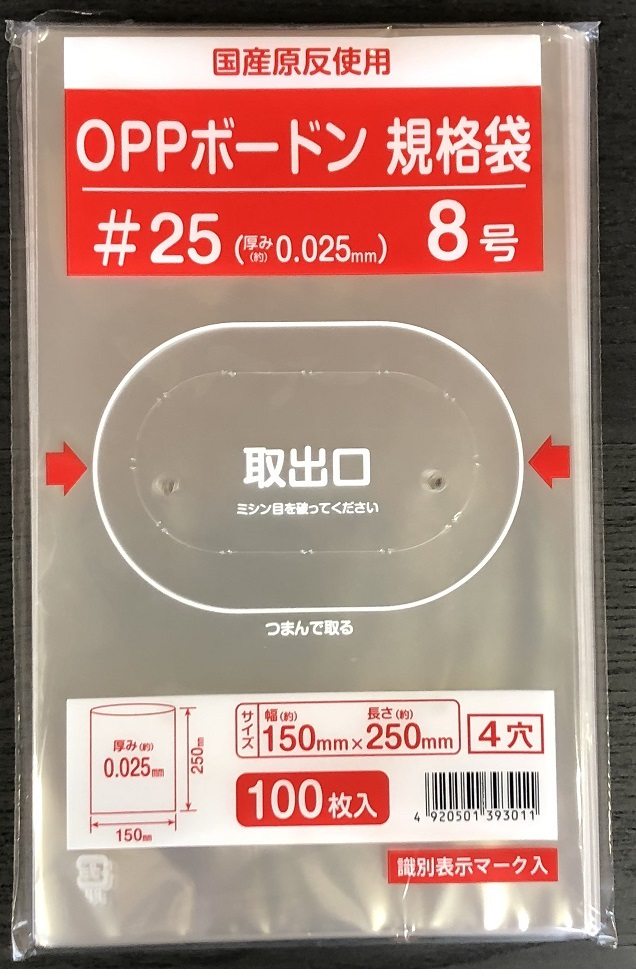 国産原反使用
OPPボードン 規格袋
#25 (厚み(約)0.025mm) 8号
取出口
ミシン目を破ってください
つまんで取る
厚み(約)
0.025mm
250mm
150mm
サイズ
幅(約) 長さ(約)
150mm×250mm
4穴
100枚入
4 920501 393011
識別表示マーク入